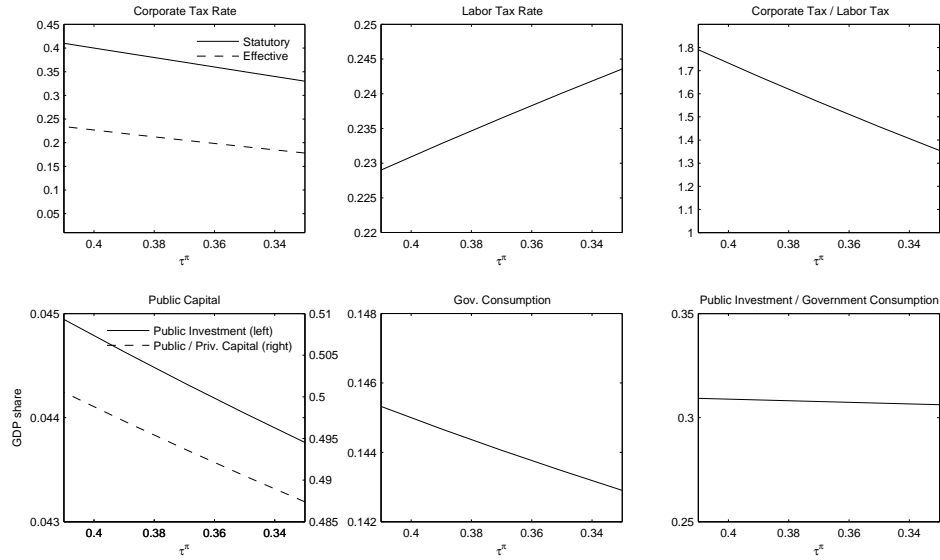 Corporate Tax Rate
0.45
0.4
0.35
0.3
0.25
0.2
0.15
0.1
0.05
Statutory
Effective
0.4 0.38 0.36 0.34
τπ
Labor Tax Rate
0.25
0.245
0.24
0.235
0.23
0.225
0.22
0.4 0.38 0.36 0.34
τπ
Corporate Tax / Labor Tax
1.8
1.7
1.6
1.5
1.4
1.3
1.2
1.1
1
0.4 0.38 0.36 0.34
τπ
Public Capital
GDP share
0.045
0.044
0.043
Public Investment (left)
Public / Priv. Capital (right)
0.51
0.505
0.5
0.495
0.49
0.485
0.4 0.38 0.36 0.34
τπ
Gov. Consumption
0.148
0.146
0.144
0.142
0.4 0.38 0.36 0.34
τπ
Public Investment / Government Consumption
0.35
0.3
0.25
0.4 0.38 0.36 0.34
τπ